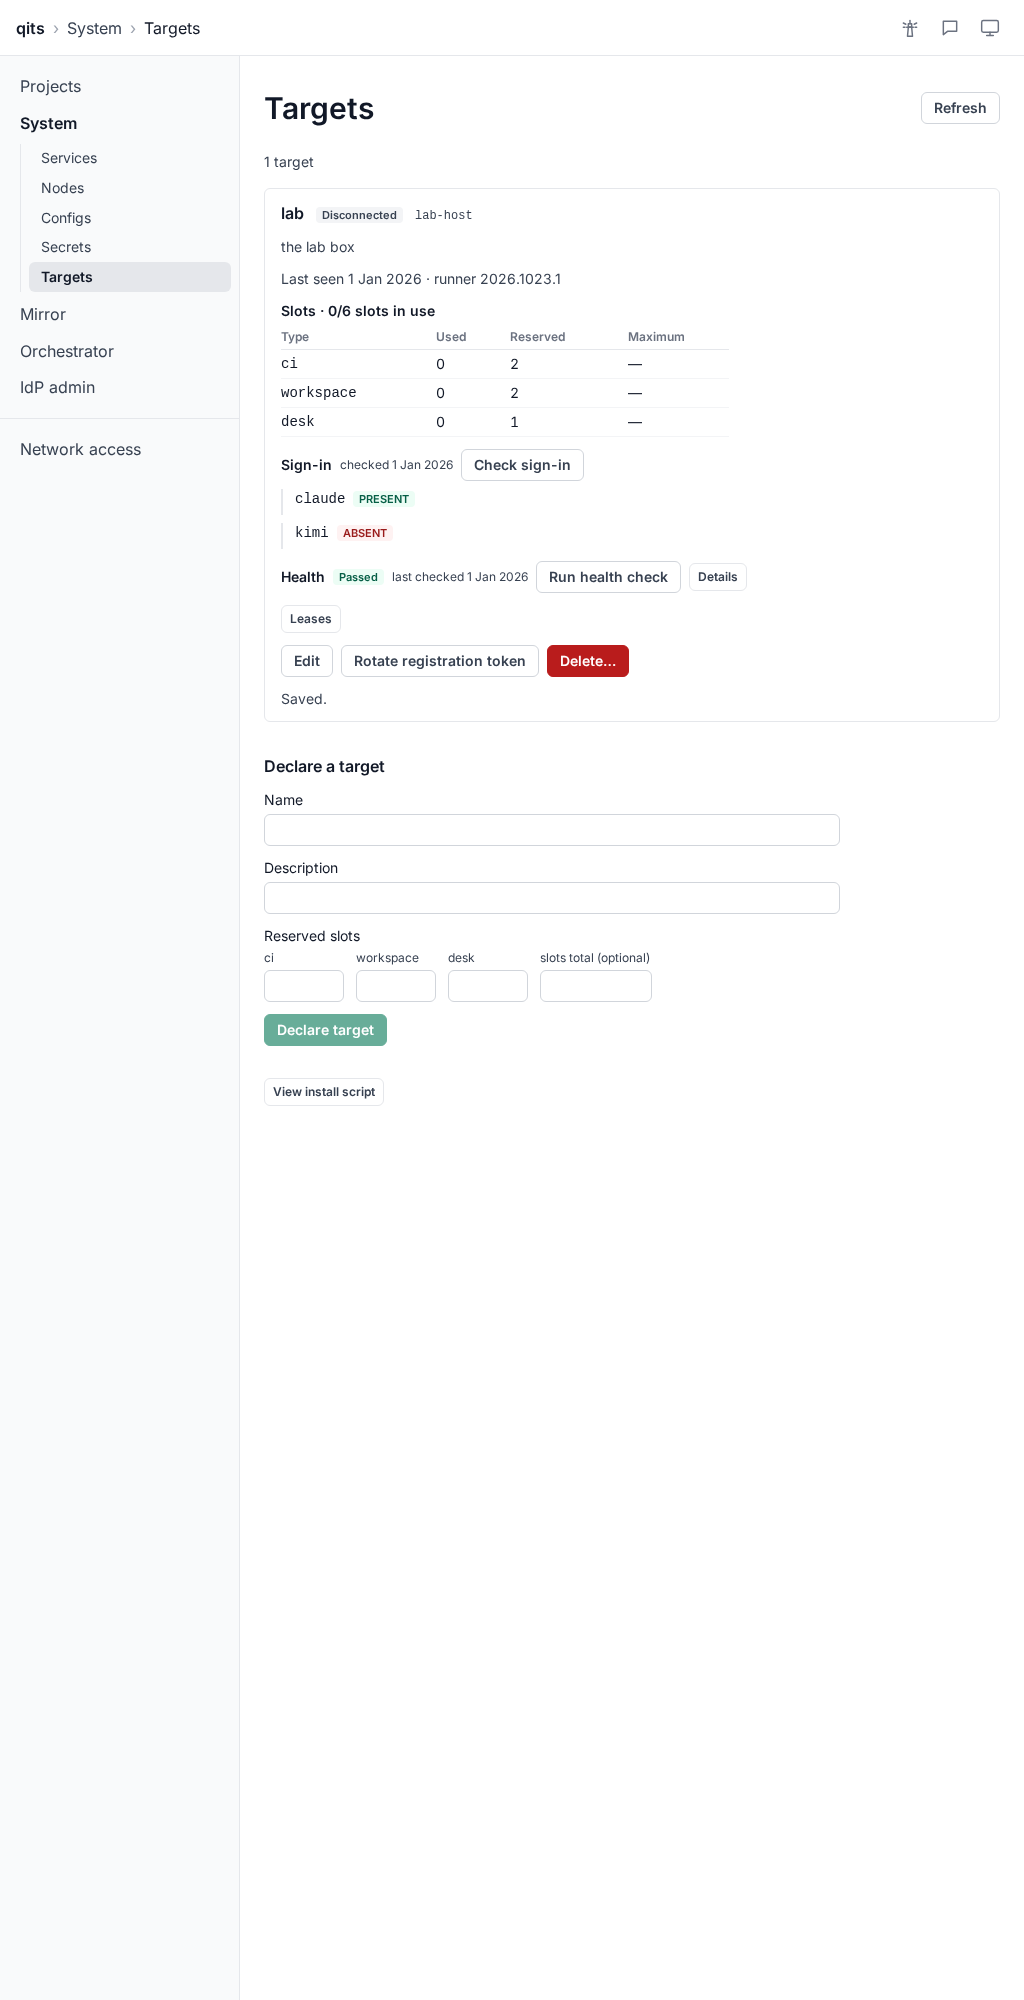 qits › System › Targets
Projects
System
Services
Nodes
Configs
Secrets
Targets
Mirror
Orchestrator
IdP admin
Network access
Targets
Refresh
1 target
lab Disconnected lab-host
the lab box
Last seen 1 Jan 2026 · runner 2026.1023.1
Slots · 0/6 slots in use
Type Used Reserved Maximum
ci 0 2 —
workspace 0 2 —
desk 0 1 —
Sign-in checked 1 Jan 2026 Check sign-in
claude PRESENT
kimi ABSENT
Health Passed last checked 1 Jan 2026 Run health check Details
Leases
Edit Rotate registration token Delete…
Saved.
Declare a target
Name
Description
Reserved slots
ci workspace desk slots total (optional)
Declare target
View install script